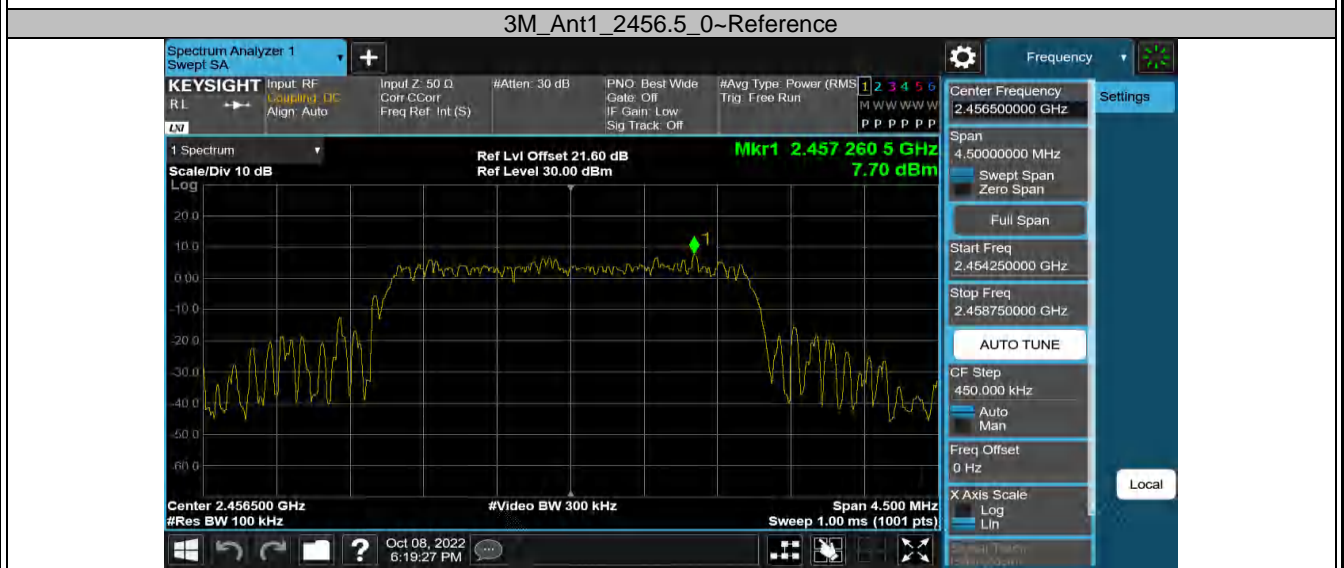 3M_Ant1_2456.5_0~Reference
Spectrum Analyzer 1
Swept SA
+
Frequency
KEYSIGHT
RL
LXI
Input: RF
Coupling: DC
Align: Auto
Input Z: 50 Ω
Corr CCorr
Freq Ref: Int (S)
#Atten: 30 dB
PNO: Best Wide
Gate: Off
IF Gain: Low
Sig Track: Off
#Avg Type: Power (RMS
Trig: Free Run
1 2 3 4 5 6
M W W W W W
P P P P P P
1 Spectrum
Scale/Div 10 dB
Log
Ref Lvl Offset 21.60 dB
Ref Level 30.00 dBm
Mkr1 2.457 260 5 GHz
7.70 dBm
20.0
10.0
0.00
-10.0
-20.0
-30.0
-40.0
-50.0
-60.0
1
Center 2.456500 GHz
#Res BW 100 kHz
#Video BW 300 kHz
Span 4.500 MHz
Sweep 1.00 ms (1001 pts)
Center Frequency
2.456500000 GHz
Settings
Span
4.50000000 MHz
Swept Span
Zero Span
Full Span
Start Freq
2.454250000 GHz
Stop Freq
2.458750000 GHz
AUTO TUNE
CF Step
450.000 kHz
Auto
Man
Freq Offset
0 Hz
X Axis Scale
Log
Lin
Local
?
Oct 08, 2022
6:19:27 PM